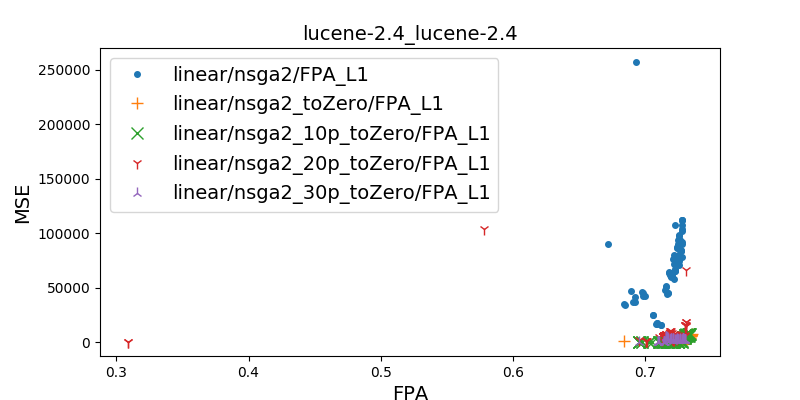 lucene-2.4_lucene-2.4
linear/nsga2/FPA_L1
linear/nsga2_toZero/FPA_L1
linear/nsga2_10p_toZero/FPA_L1
linear/nsga2_20p_toZero/FPA_L1
linear/nsga2_30p_toZero/FPA_L1
MSE
250000
200000
150000
100000
50000
0
0.3 0.4 0.5 0.6 0.7
FPA